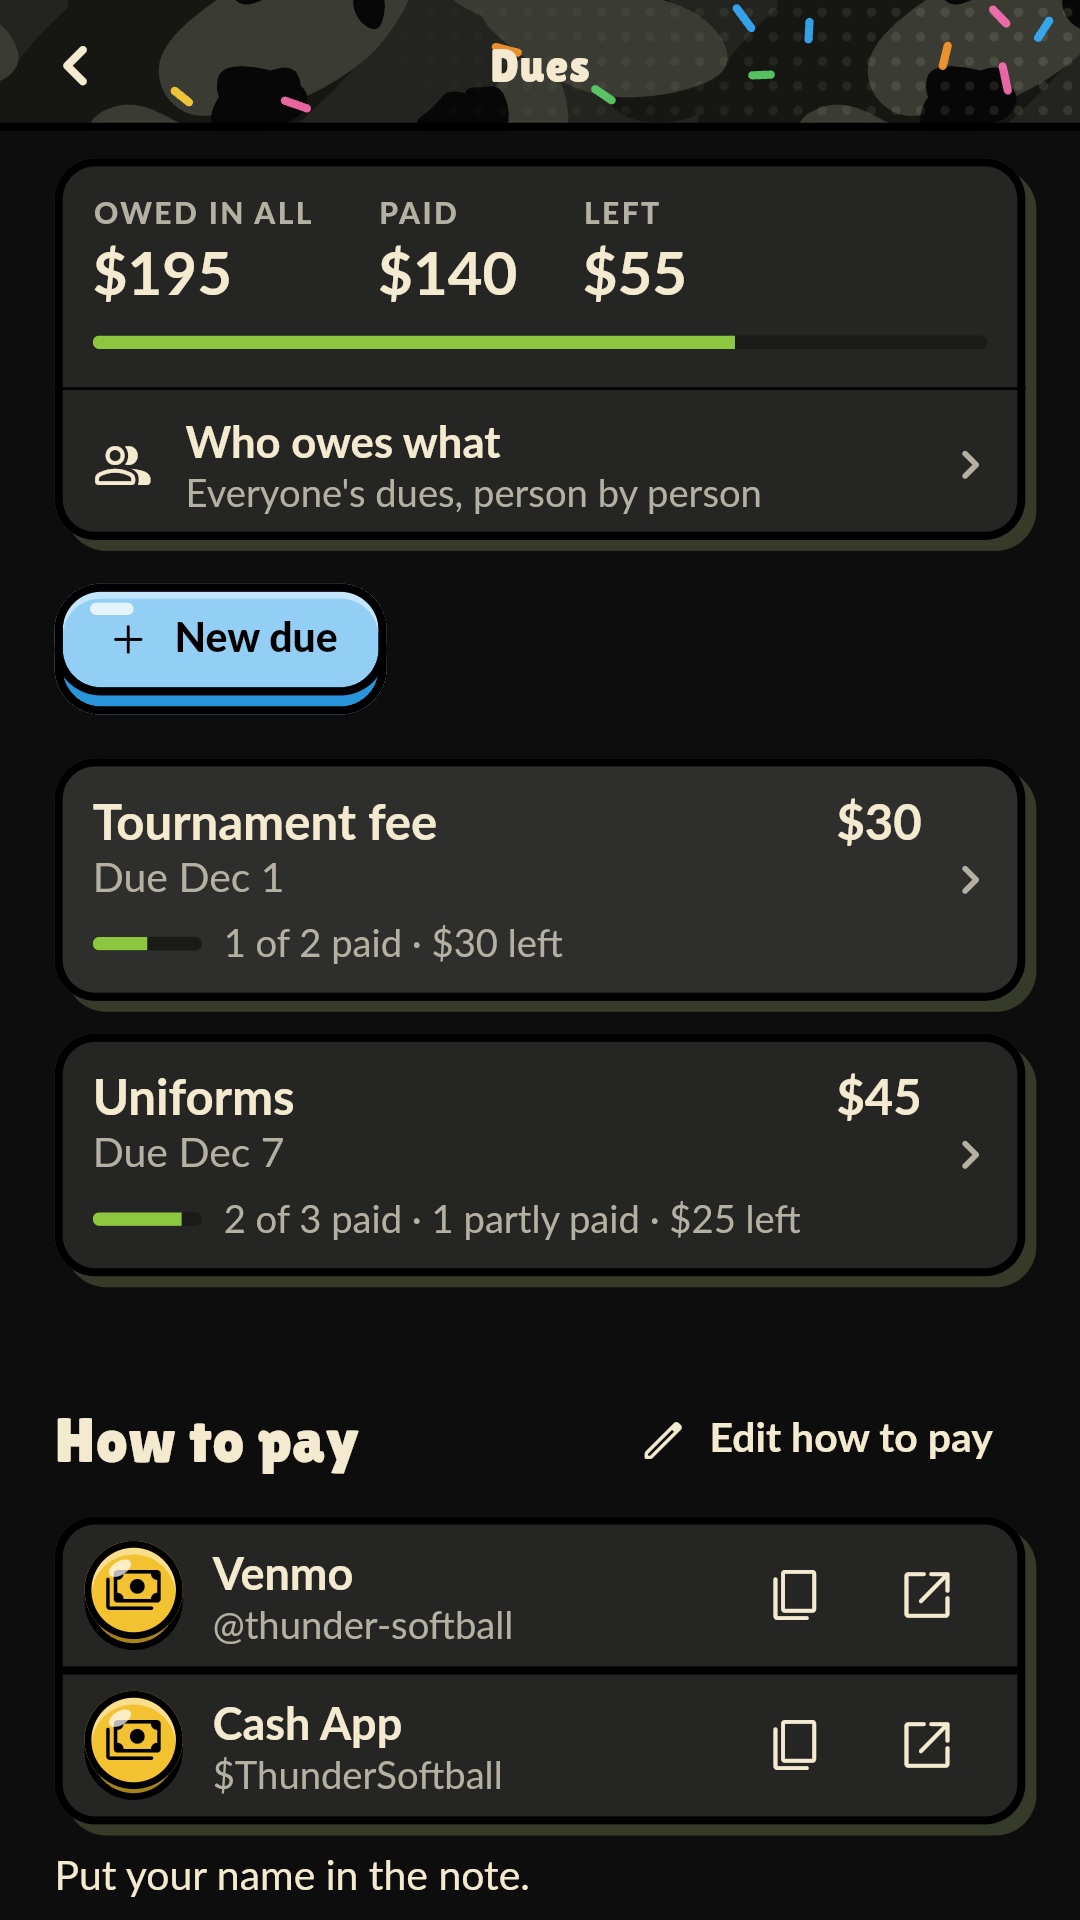 Dues
OWED IN ALL PAID LEFT
$195 $140 $55
Who owes what
Everyone's dues, person by person
New due
Tournament fee $30
Due Dec 1
1 of 2 paid · $30 left
Uniforms $45
Due Dec 7
2 of 3 paid · 1 partly paid · $25 left
How to pay Edit how to pay
Venmo
@thunder-softball
Cash App
$ThunderSoftball
Put your name in the note.